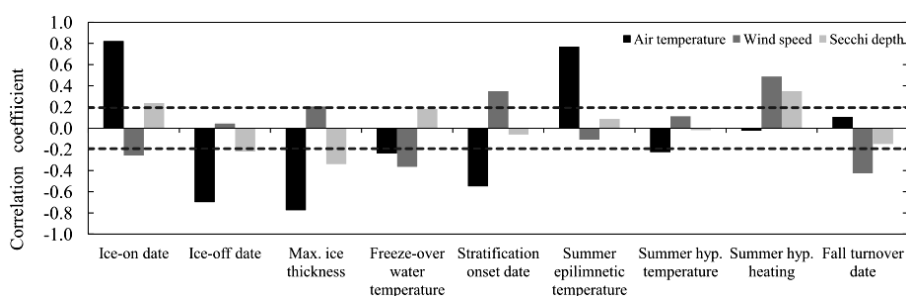 Correlation coeffiicient
1.0
0.8
0.6
0.4
0.2
0.0
-0.2
-0.4
-0.6
-0.8
-1.0
Air temperature Wind speed Secchi depth
Ice-on date
Ice-off date
Max. ice
thickness
Freeze-over
water
temperature
Stratification
onset date
Summer
epilimnetic
temperature
Summer hyp.
temperature
Summer hyp.
heating
Fall turnover
date